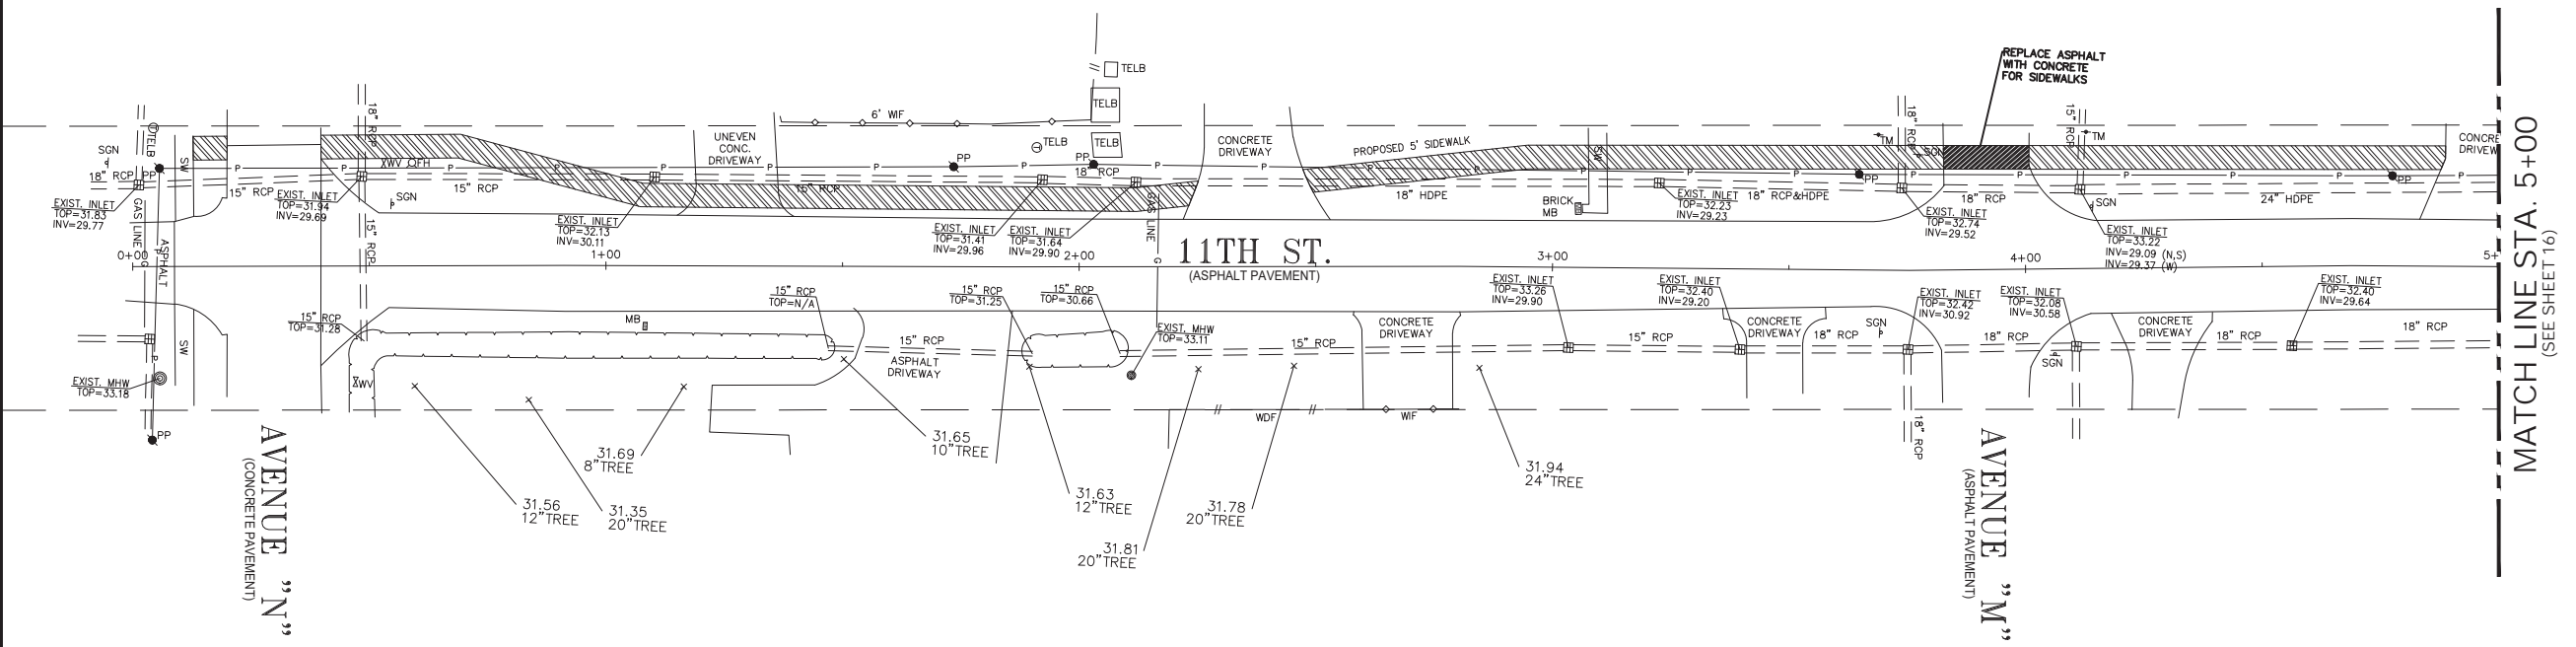 REPLACE ASPHALT
WITH CONCRETE
FOR SIDEWALKS
TELB
TELB
TELB
TELB
TELB
6' WIF
UNEVEN
CONC.
DRIVEWAY
CONCRETE
DRIVEWAY
PROPOSED 5' SIDEWALK
18" RCP
18" RCP
15" RCP
TM
TM
SGN
SGN
SW
SW
WV OFH
PP
PP
PP
PP
PP
18" RCP
15" RCP
15" RCP
15" RCP
18" RCP
18" HDPE
18" RCP&HDPE
18" RCP
24" HDPE
SGN
SGN
BRICK
MB
EXIST. INLET
TOP=31.83
INV=29.77
EXIST. INLET
TOP=31.94
INV=29.69
EXIST. INLET
TOP=32.13
INV=30.11
EXIST. INLET
TOP=31.41
INV=29.96
EXIST. INLET
TOP=31.64
INV=29.90
EXIST. INLET
TOP=32.23
INV=29.23
EXIST. INLET
TOP=32.74
INV=29.52
EXIST. INLET
TOP=33.22
INV=29.09 (N,S)
INV=29.37 (W)
GAS LINE
G
ASPHALT
15" RCP
GAS LINE
G
11TH ST.
(ASPHALT PAVEMENT)
0+00
1+00
2+00
3+00
4+00
5+
15" RCP
TOP=31.28
MB
15" RCP
TOP=N/A
15" RCP
TOP=31.25
15" RCP
TOP=30.66
EXIST. MHW
TOP=33.11
EXIST. INLET
TOP=33.26
INV=29.90
EXIST. INLET
TOP=32.40
INV=29.20
EXIST. INLET
TOP=32.42
INV=30.92
EXIST. INLET
TOP=32.08
INV=30.58
EXIST. INLET
TOP=32.40
INV=29.64
SW
WV
EXIST. MHW
TOP=33.18
PP
15" RCP
ASPHALT
DRIVEWAY
15" RCP
CONCRETE
DRIVEWAY
15" RCP
CONCRETE
DRIVEWAY
18" RCP
SGN
18" RCP
SGN
CONCRETE
DRIVEWAY
18" RCP
18" RCP
WDF
WIF
18" RCP
31.56
12"TREE
31.35
20"TREE
31.69
8"TREE
31.65
10"TREE
31.63
12"TREE
31.81
20"TREE
31.78
20"TREE
31.94
24"TREE
AVENUE "N"
(CONCRETE PAVEMENT)
AVENUE "M"
(ASPHALT PAVEMENT)
CONCRE
DRIVEW
MATCH LINE STA. 5+00
(SEE SHEET 16)